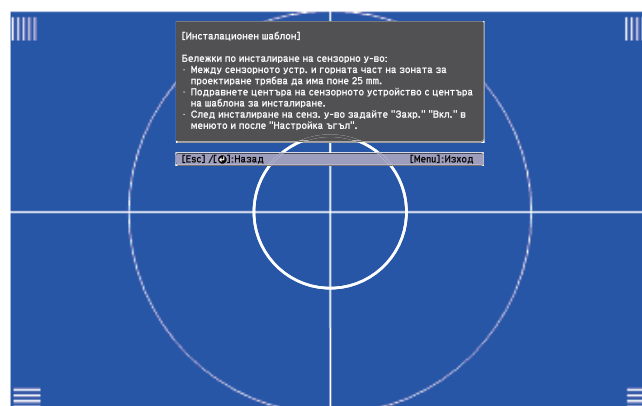 [Инсталационен шаблон]
Бележки по инсталиране на сензорно у-во:
· Между сензорното устр. и горната част на зоната за
проектиране трябва да има поне 25 mm.
· Подравнете центъра на сензорното устройство с центъра
на шаблона за инсталиране.
· След инсталиране на сенз. у-во задайте "Захр." "Вкл." в
менюто и после "Настройка ъгъл".
[Esc] /[⏎]:Назад [Menu]:Изход